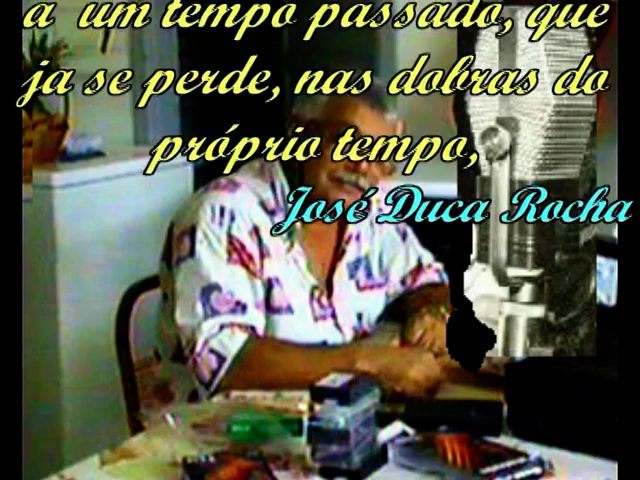 a um tempo passado, que
ja se perde, nas dobras do
próprio tempo,
José Duca Rocha